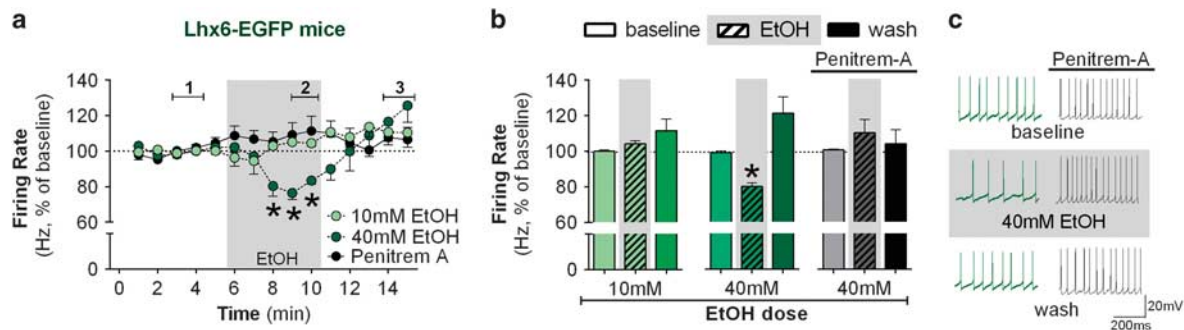 a
Lhx6-EGFP mice
Firing Rate
(Hz, % of baseline)
140
120
100
80
60
0
1
2
3
* * *
10mM EtOH
40mM EtOH
Penitrem A
EtOH
0 2 4 6 8 10 12 14
Time (min)
b
baseline EtOH wash
Penitrem-A
Firing Rate
(Hz, % of baseline)
140
120
100
80
60
0
*
10mM 40mM 40mM
EtOH dose
c
Penitrem-A
baseline
40mM EtOH
wash
20mV
200ms